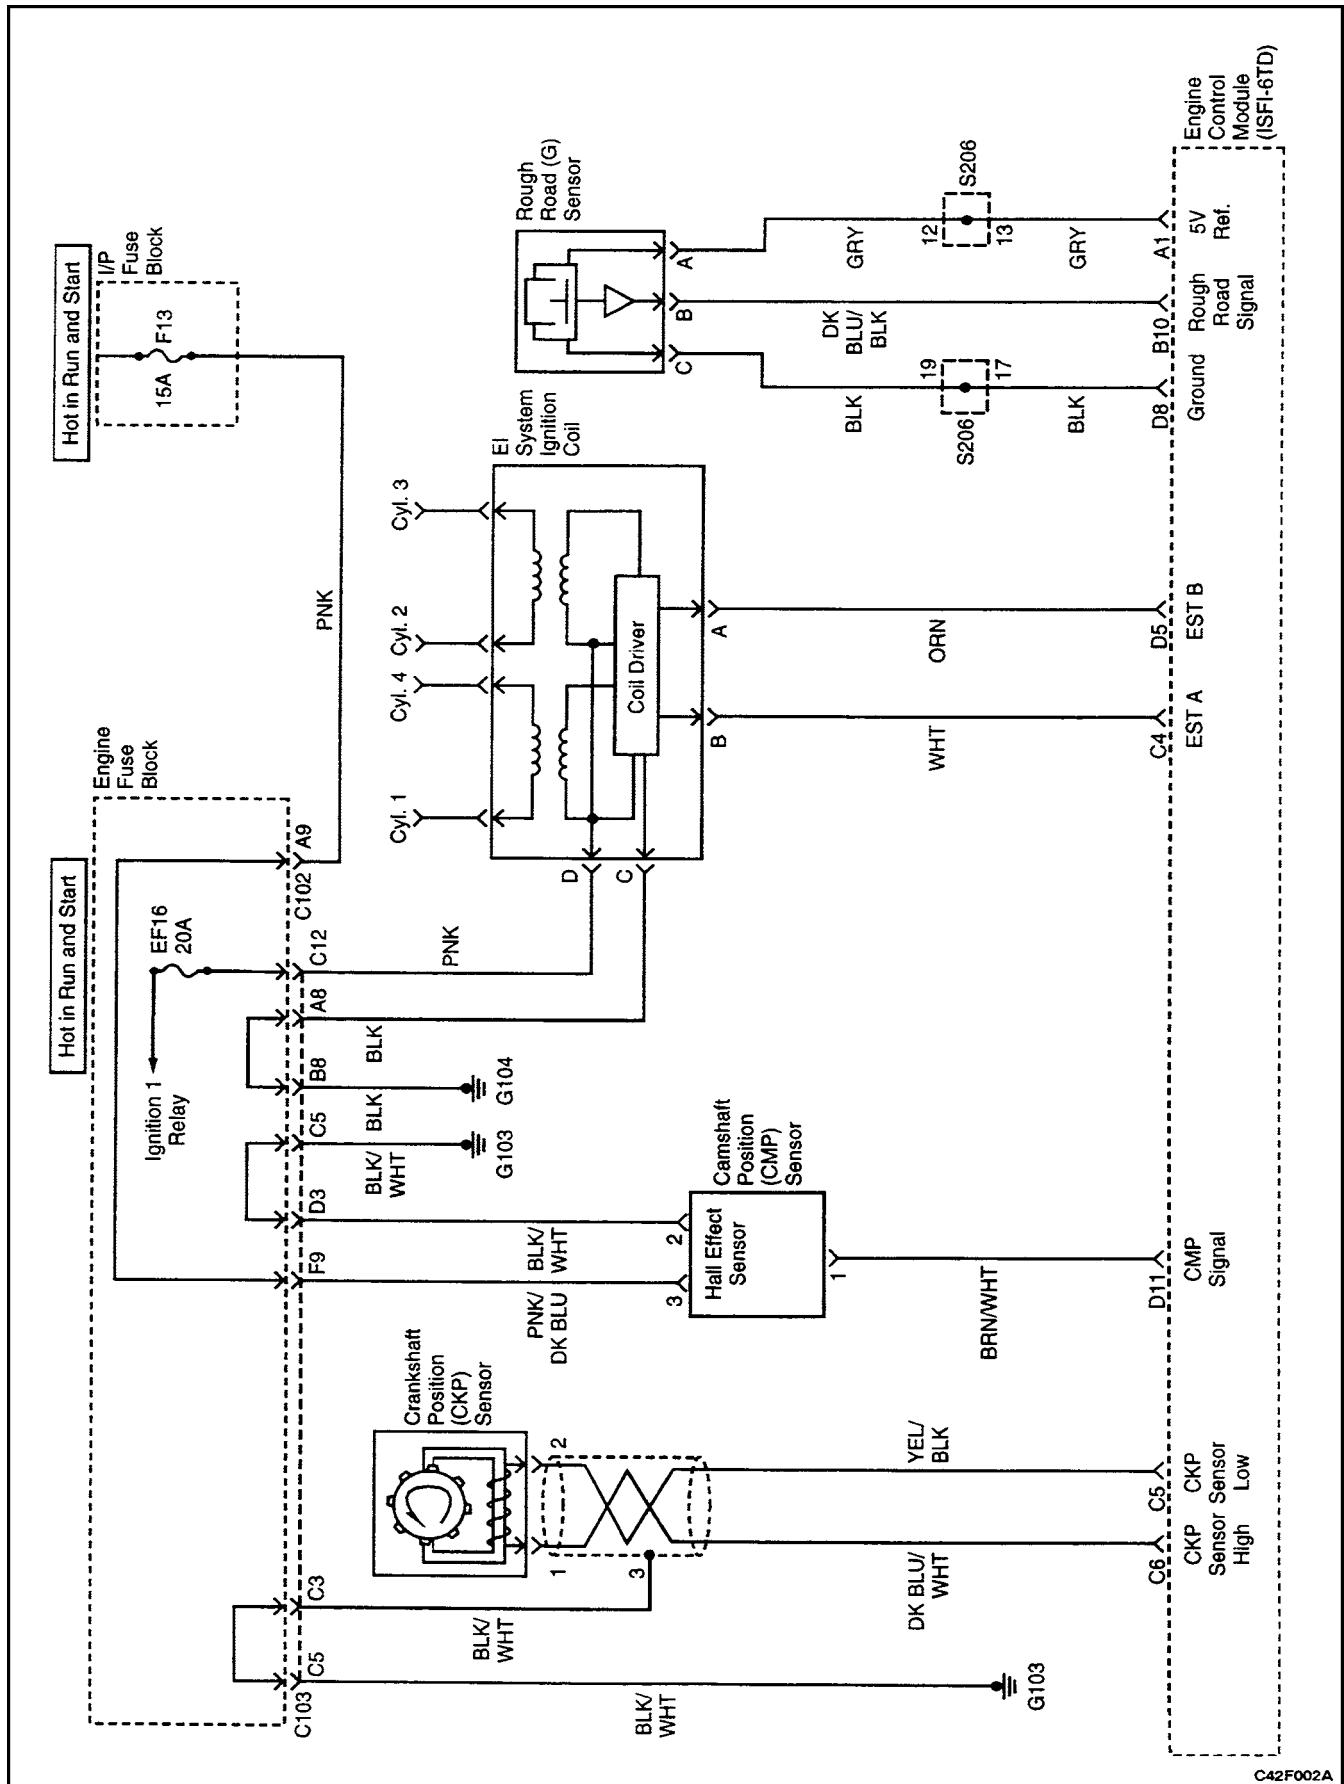 Hot in Run and Start
I/P
Fuse
Block
F13
15A
PNK
Hot in Run and Start
Engine
Fuse
Block
Ignition 1
Relay
EF16
20A
C103
C5
C3
F9
D3
C5
B8
A8
C12
C102
A9
BLK/
WHT
G103
BLK/
WHT
Crankshaft
Position
(CKP)
Sensor
1
2
3
DK BLU/
WHT
YEL/
BLK
PNK/
DK BLU
BLK/
WHT
BLK/
WHT
G103
BLK
G104
BLK
PNK
Camshaft
Position
(CMP)
Sensor
3
2
Hall Effect
Sensor
1
BRN/WHT
Cyl. 1
Cyl. 4
Cyl. 2
Cyl. 3
EI
System
Ignition
Coil
D
C
Coil Driver
B
A
WHT
ORN
Rough
Road (G)
Sensor
C
B
A
BLK
DK
BLU/
BLK
GRY
19
S206
17
12
S206
13
BLK
GRY
C6
C5
D11
C4
D5
D8
B10
A1
CKP
Sensor
High
CKP
Sensor
Low
CMP
Signal
EST A
EST B
Ground
Rough
Road
Signal
5V
Ref.
Engine
Control
Module
(ISFI-6TD)
C42F002A